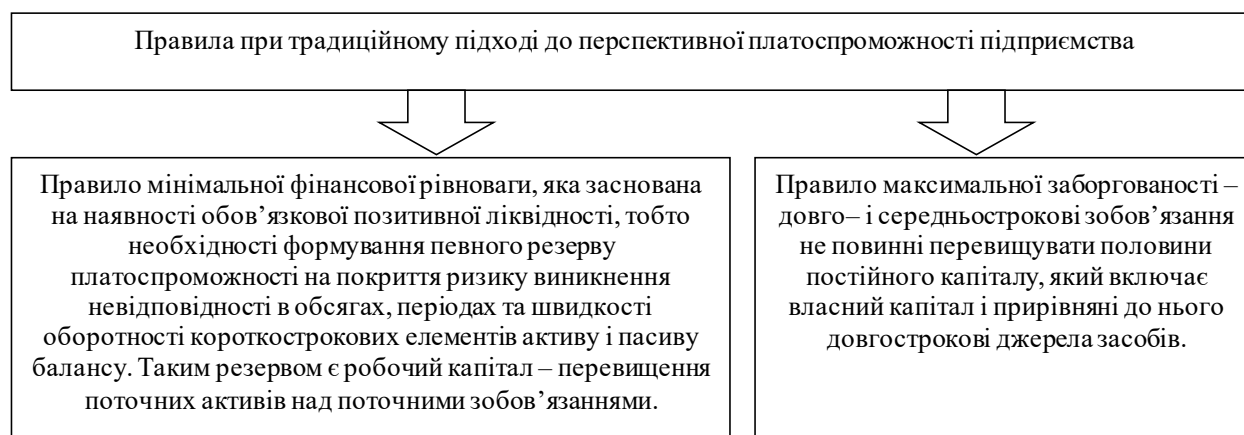 Правила при традиційному підході до перспективної платоспроможності підприємства
Правило мінімальної фінансової рівноваги, яка заснована
на наявності обов’язкової позитивної ліквідності, тобто
необхідності формування певного резерву
платоспроможності на покриття ризику виникнення
невідповідності в обсягах, періодах та швидкості
оборотності короткострокових елементів активу і пасиву
балансу. Таким резервом є робочий капітал – перевищення
поточних активів над поточними зобов’язаннями.
Правило максимальної заборгованості –
довго– і середньострокові зобов’язання
не повинні перевищувати половини
постійного капіталу, який включає
власний капітал і прирівняні до нього
довгострокові джерела засобів.